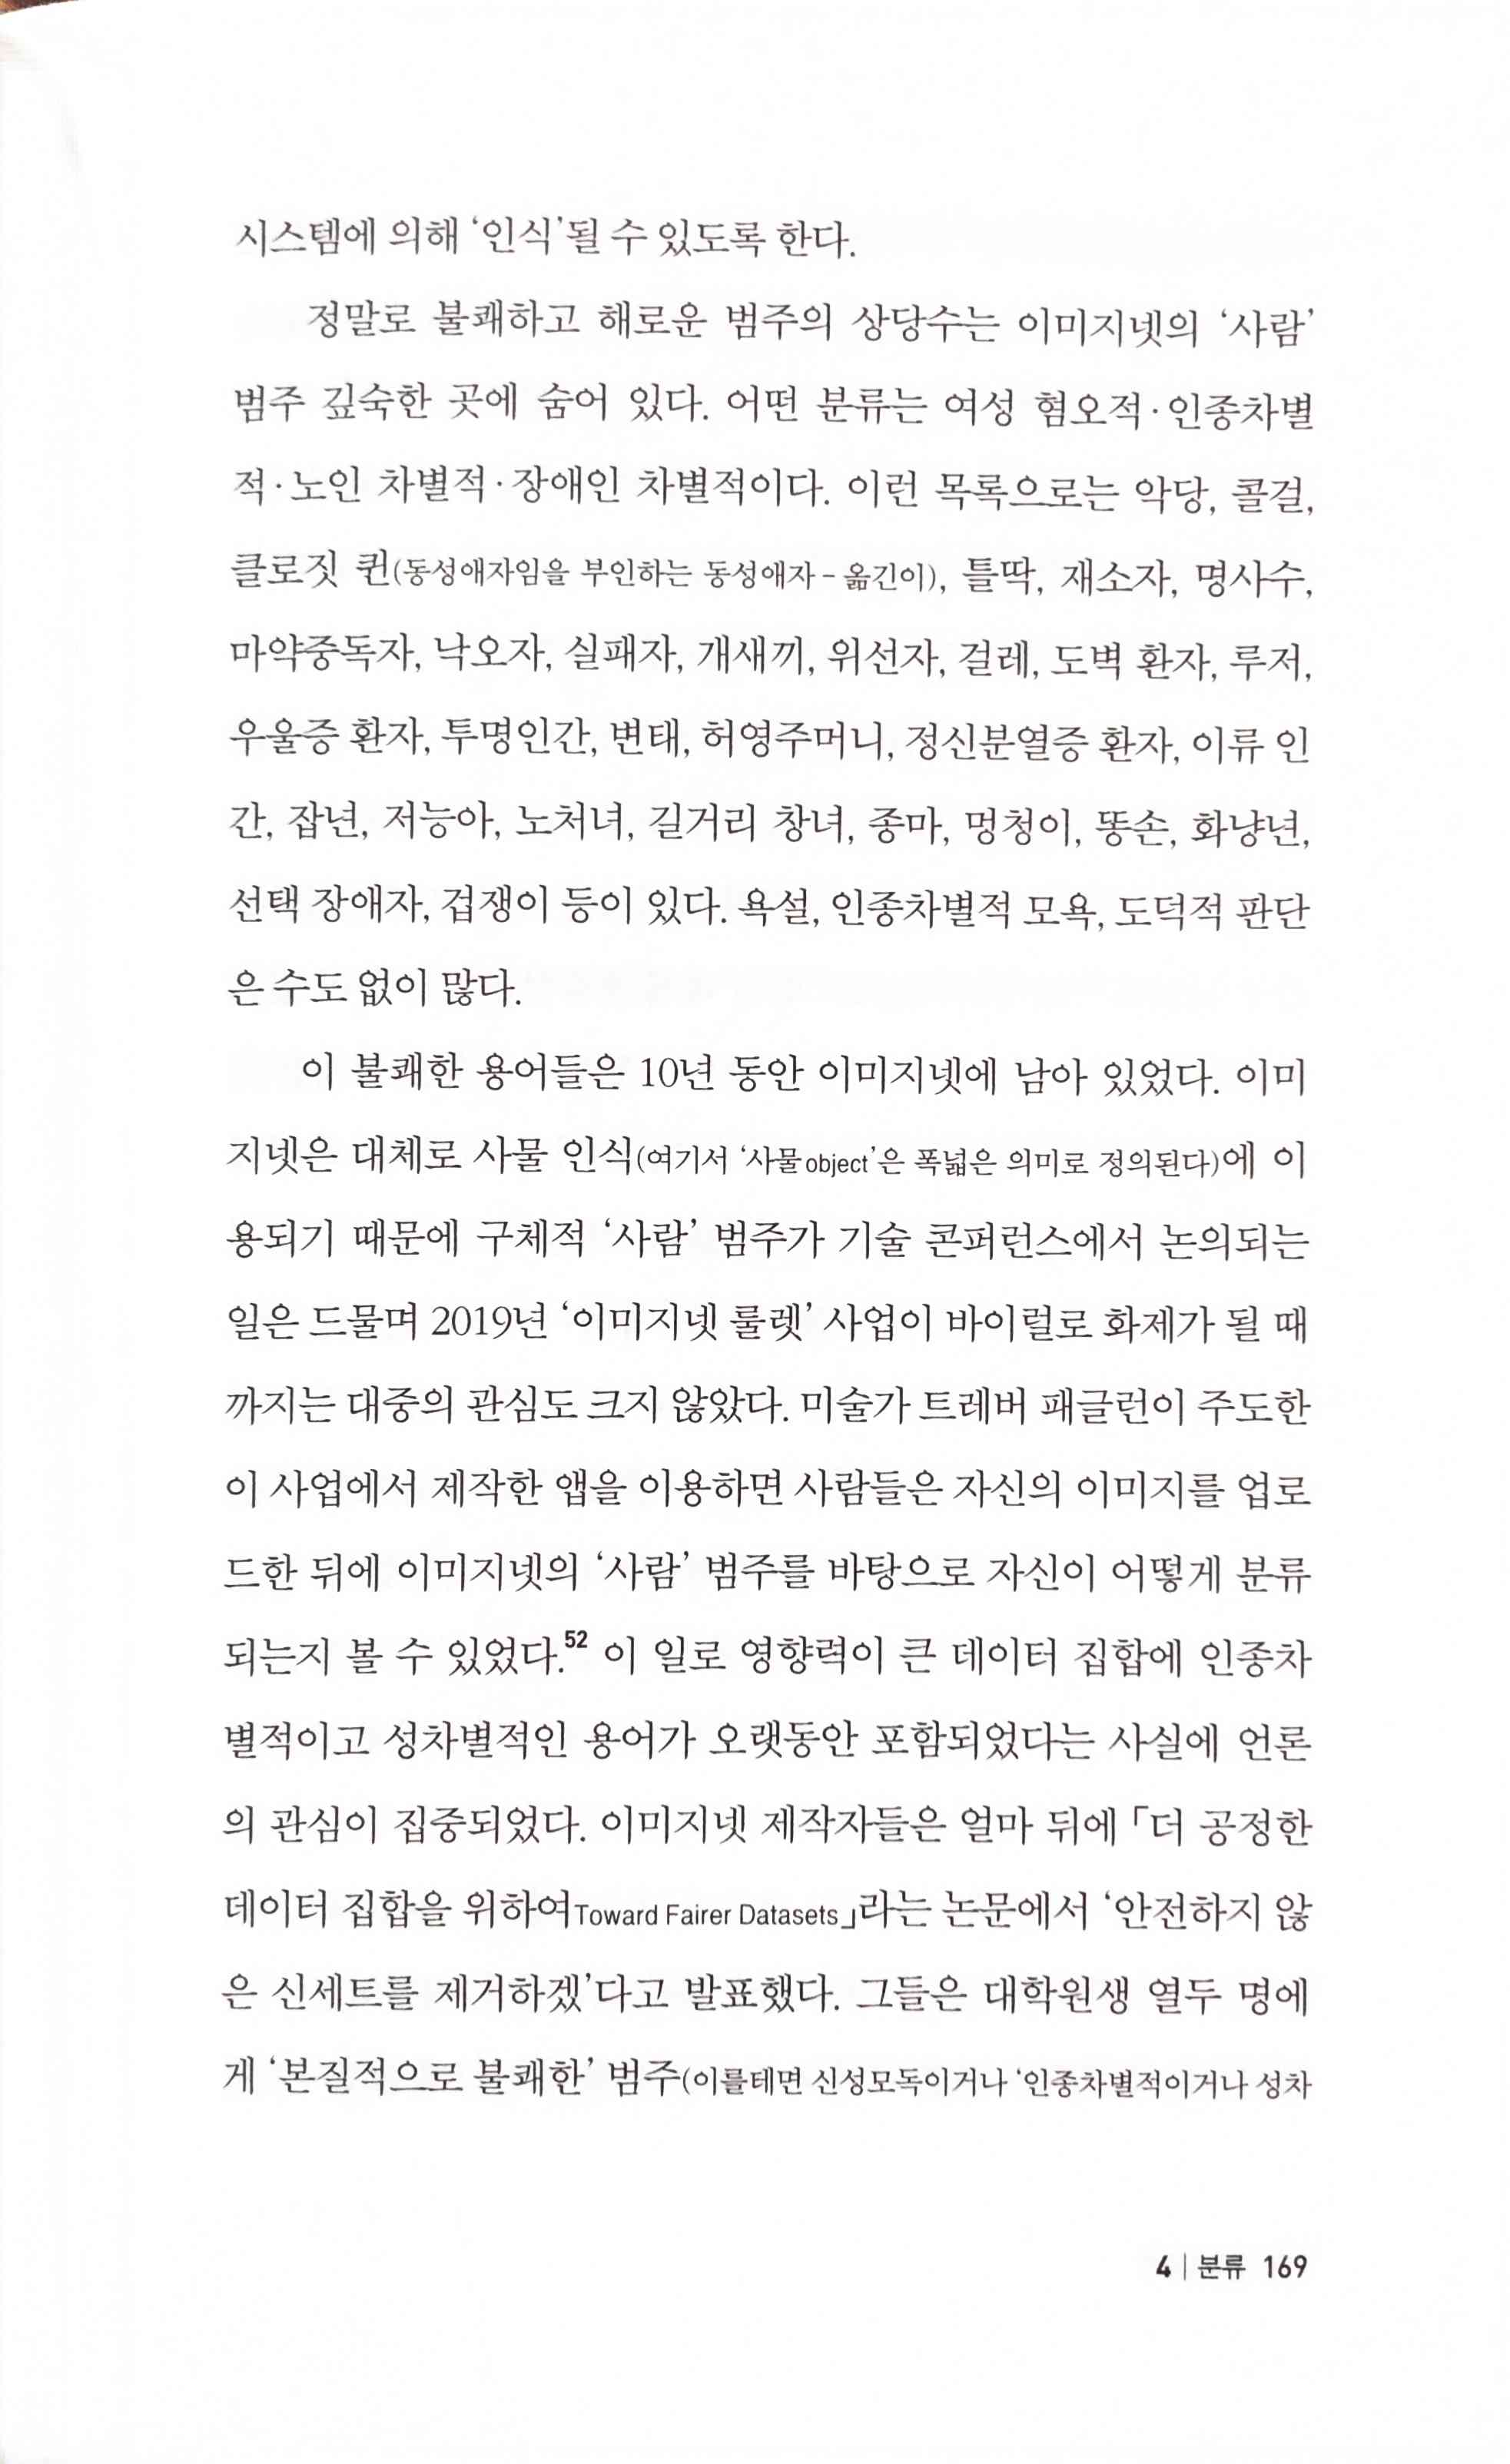 시스템에 의해 ‘인식’될 수 있도록 한다.
정말로 불쾌하고 해로운 범주의 상당수는 이미지넷의 ‘사람’
범주 깊숙한 곳에 숨어 있다. 어떤 분류는 여성 혐오적·인종차별
적·노인 차별적·장애인 차별적이다. 이런 목록으로는 악당, 콜걸,
클로짓 퀸(동성애자임을 부인하는 동성애자 – 옮긴이), 틀딱, 재소자, 명사수,
마약중독자, 낙오자, 실패자, 개새끼, 위선자, 걸레, 도벽 환자, 루저,
우울증 환자, 투명인간, 변태, 허영주머니, 정신분열증 환자, 이류 인
간, 잡년, 저능아, 노처녀, 길거리 창녀, 종마, 멍청이, 똥손, 화냥년,
선택 장애자, 겁쟁이 등이 있다. 욕설, 인종차별적 모욕, 도덕적 판단
은 수도 없이 많다.
이 불쾌한 용어들은 10년 동안 이미지넷에 남아 있었다. 이미
지넷은 대체로 사물 인식(여기서 ‘사물object’은 폭넓은 의미로 정의된다)에 이
용되기 때문에 구체적 ‘사람’ 범주가 기술 콘퍼런스에서 논의되는
일은 드물며 2019년 ‘이미지넷 룰렛’ 사업이 바이럴로 화제가 될 때
까지는 대중의 관심도 크지 않았다. 미술가 트레버 패글런이 주도한
이 사업에서 제작한 앱을 이용하면 사람들은 자신의 이미지를 업로
드한 뒤에 이미지넷의 ‘사람’ 범주를 바탕으로 자신이 어떻게 분류
되는지 볼 수 있었다.52 이 일로 영향력이 큰 데이터 집합에 인종차
별적이고 성차별적인 용어가 오랫동안 포함되었다는 사실에 언론
의 관심이 집중되었다. 이미지넷 제작자들은 얼마 뒤에 「더 공정한
데이터 집합을 위하여Toward Fairer Datasets」라는 논문에서 ‘안전하지 않
은 신세트를 제거하겠’다고 발표했다. 그들은 대학원생 열두 명에
게 ‘본질적으로 불쾌한’ 범주(이를테면 신성모독이거나 ‘인종차별적이거나 성차
4 | 분류 169